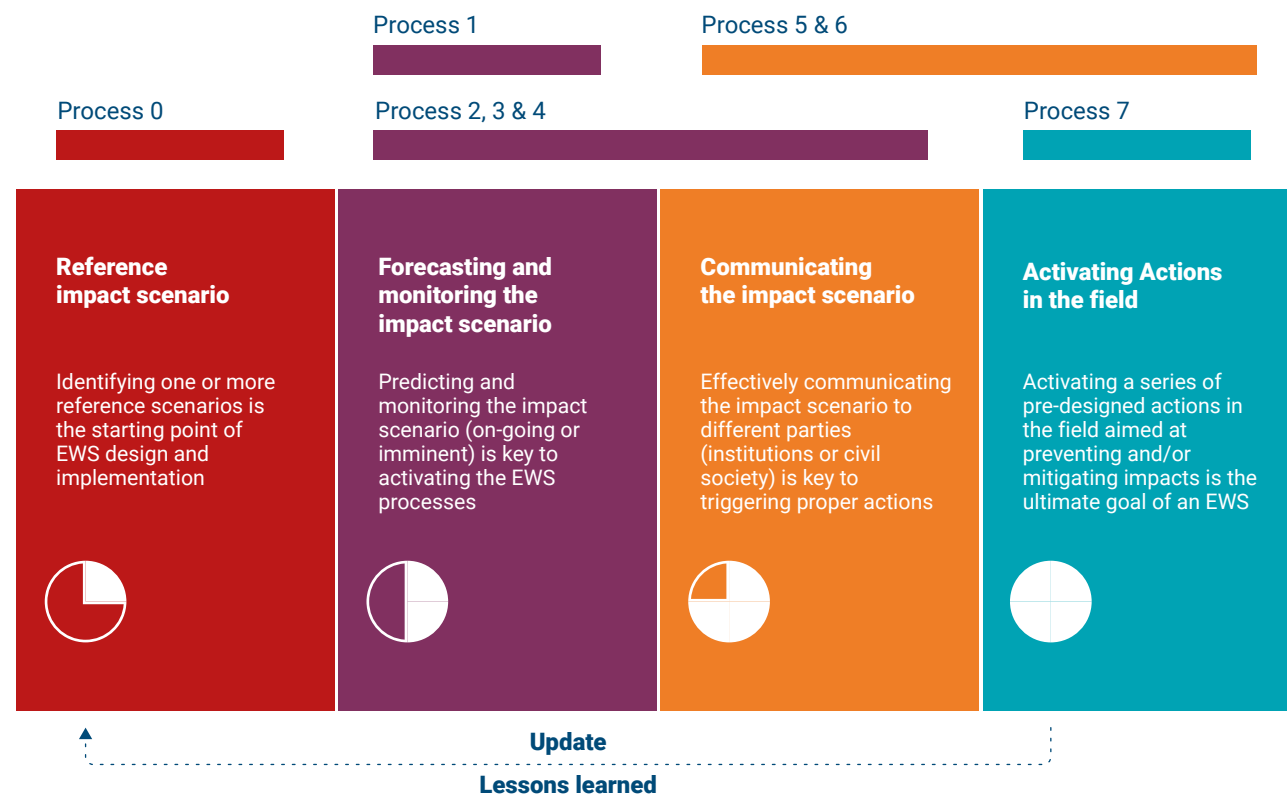 Process 1
Process 5 & 6
Process 0
Process 2, 3 & 4
Process 7
Reference
impact scenario
Identifying one or more
reference scenarios is
the starting point of
EWS design and
implementation
Forecasting and
monitoring the
impact scenario
Predicting and
monitoring the impact
scenario (on-going or
imminent) is key to
activating the EWS
processes
Communicating
the impact scenario
Effectively communicating
the impact scenario to
different parties
(institutions or civil
society) is key to
triggering proper actions
Activating Actions
in the field
Activating a series of
pre-designed actions in
the field aimed at
preventing and/or
mitigating impacts is the
ultimate goal of an EWS
Update
Lessons learned